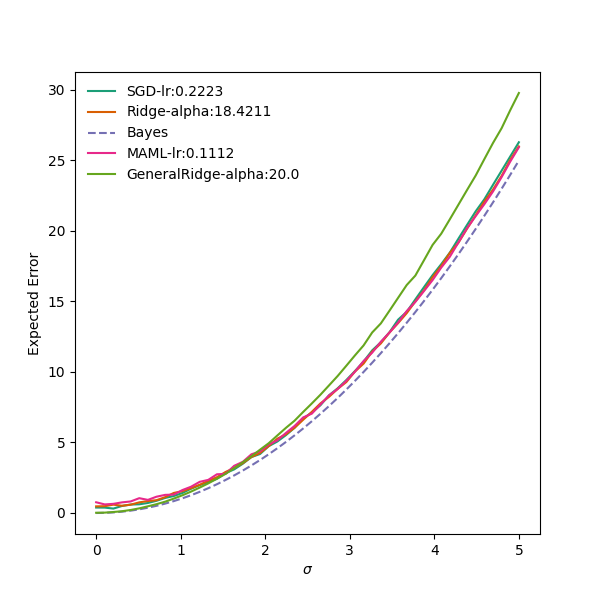 SGD-lr:0.2223
Ridge-alpha:18.4211
Bayes
MAML-lr:0.1112
GeneralRidge-alpha:20.0
Expected Error
30
25
20
15
10
5
0
0 1 2 3 4 5
σ